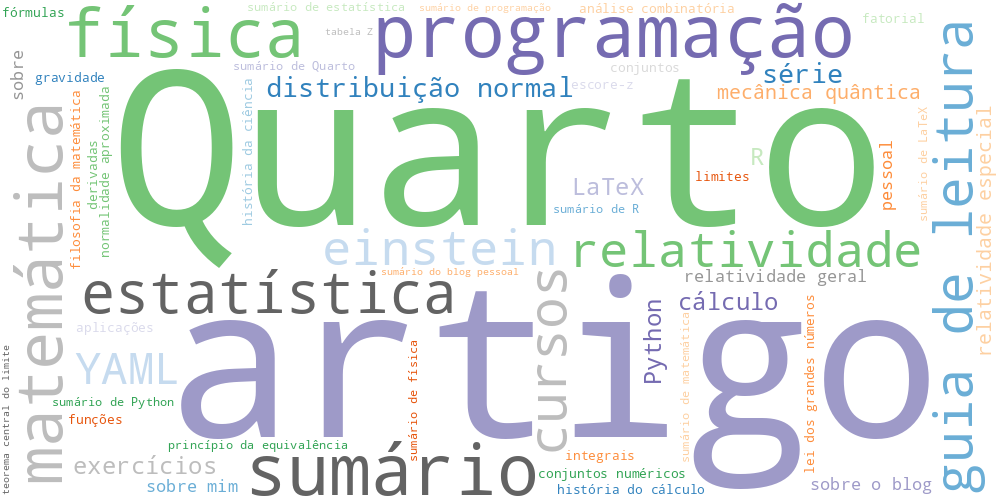 fórmulas
sumário de estatística
sumário de programação
análise combinatória
fatorial
física
programação
tabela Z
sobre
gravidade
sumário de Quarto
conjuntos
série
distribuição normal
escore-z
mecânica quântica
guia de leitura
Quarto
matemática
filosofia da matemática
derivadas
normalidade aproximada
história da ciência
R
LaTeX
limites
pessoal
sumário de LaTeX
relatividade especial
sumário de R
einstein
relatividade
sumário do blog pessoal
relatividade geral
estatística
cursos
cálculo
Python
artigo
aplicações
YAML
sumário de Python
funções
sumário de física
sumário de matemática
lei dos grandes números
teorema central do limite
princípio da equivalência
exercícios
sumário
integrais
conjuntos numéricos
sobre mim
história do cálculo
sobre o blog